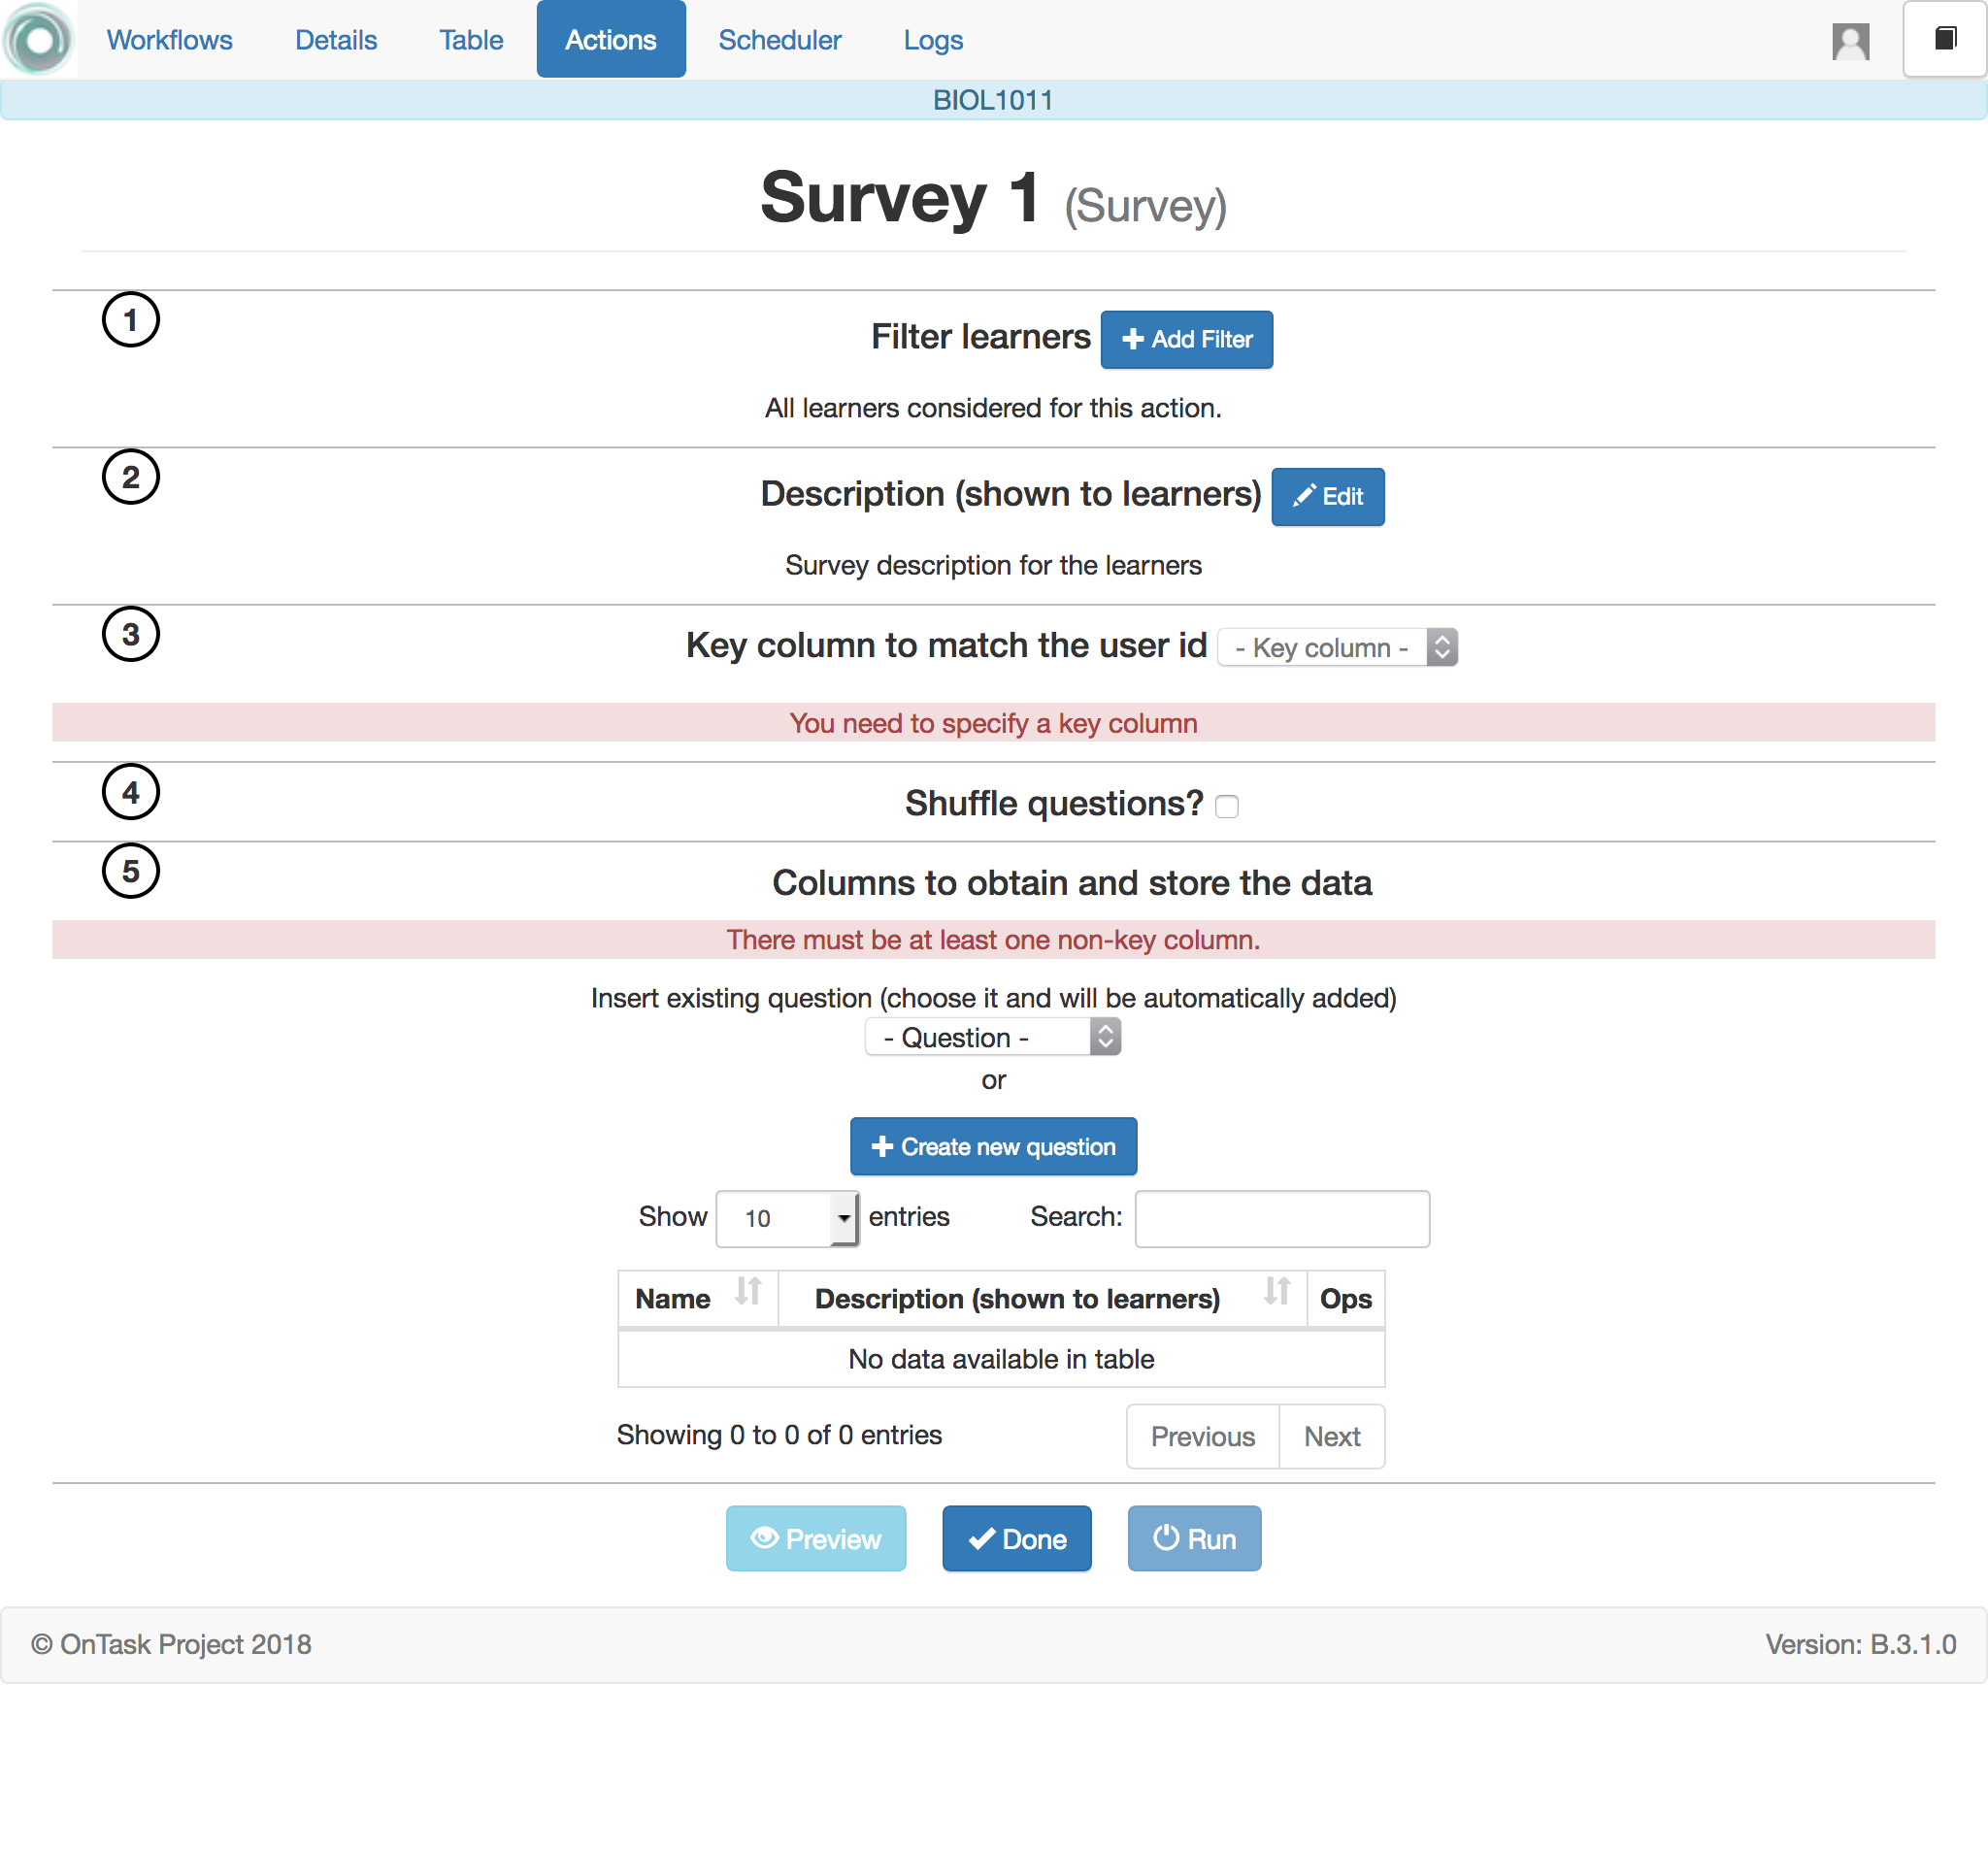 Workflows Details Table Actions Scheduler Logs
BIOL1011
Survey 1 (Survey)
1
Filter learners Add Filter
All learners considered for this action.
2
Description (shown to learners) Edit
Survey description for the learners
3
Key column to match the user id - Key column -
You need to specify a key column
4
Shuffle questions?
5
Columns to obtain and store the data
There must be at least one non-key column.
Insert existing question (choose it and will be automatically added)
- Question -
or
Create new question
Show 10 entries Search:
Name Description (shown to learners) Ops
No data available in table
Showing 0 to 0 of 0 entries Previous Next
Preview Done Run
© OnTask Project 2018 Version: B.3.1.0